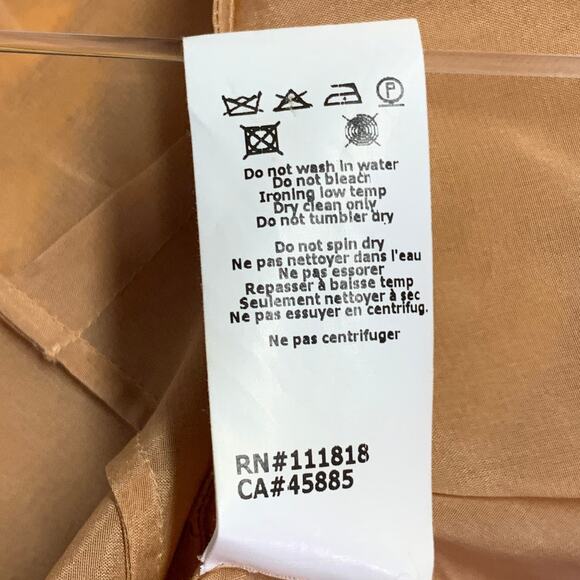 P
Do not wash in water
Do not bleach
Ironing low temp
Dry clean only
Do not tumbler dry
Do not spin dry
Ne pas nettoyer dans l'eau
Ne pas essorer
Repasser à baisse temp
Seulement nettoyer à sec
Ne pas essuyer en centrifug.
Ne pas centrifuger
RN#111818
CA#45885